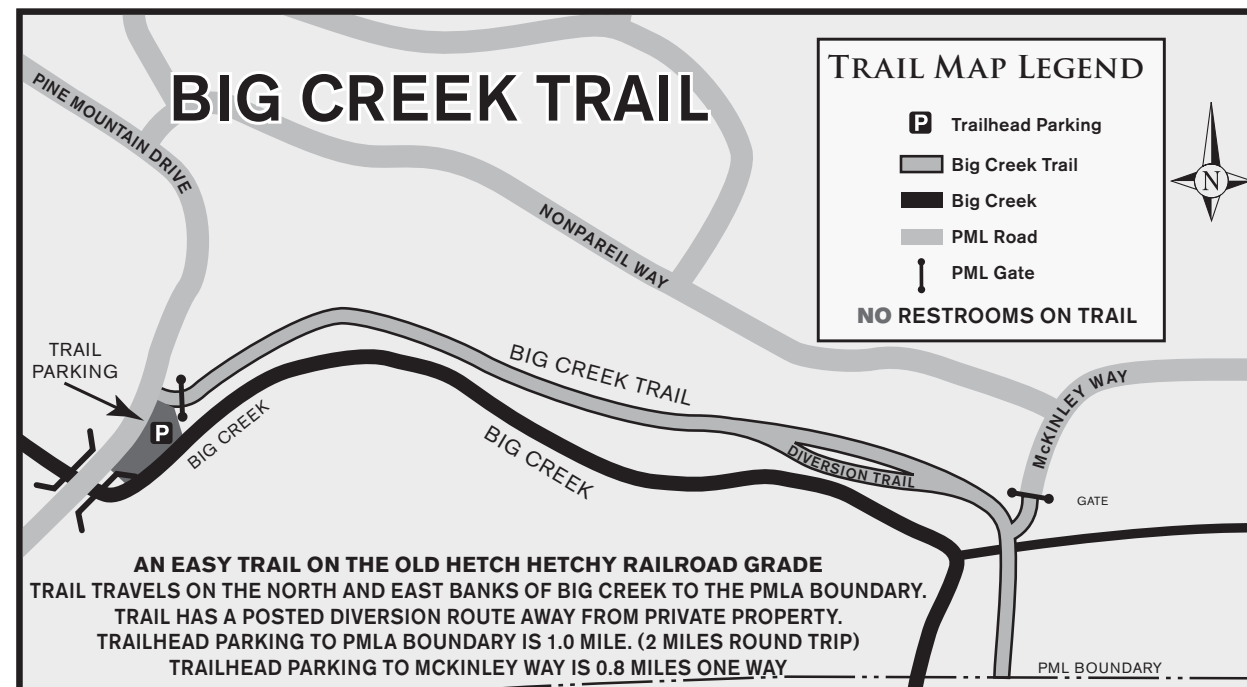 BIG CREEK TRAIL
PINE MOUNTAIN DRIVE
NONPAREIL WAY
TRAIL MAP LEGEND
P Trailhead Parking
Big Creek Trail
Big Creek
PML Road
PML Gate
NO RESTROOMS ON TRAIL
N
TRAIL
PARKING
P
BIG CREEK
BIG CREEK TRAIL
BIG CREEK
DIVERSION TRAIL
McKINLEY WAY
GATE
AN EASY TRAIL ON THE OLD HETCH HETCHY RAILROAD GRADE
TRAIL TRAVELS ON THE NORTH AND EAST BANKS OF BIG CREEK TO THE PMLA BOUNDARY.
TRAIL HAS A POSTED DIVERSION ROUTE AWAY FROM PRIVATE PROPERTY.
TRAILHEAD PARKING TO PMLA BOUNDARY IS 1.0 MILE. (2 MILES ROUND TRIP)
TRAILHEAD PARKING TO MCKINLEY WAY IS 0.8 MILES ONE WAY
PML BOUNDARY